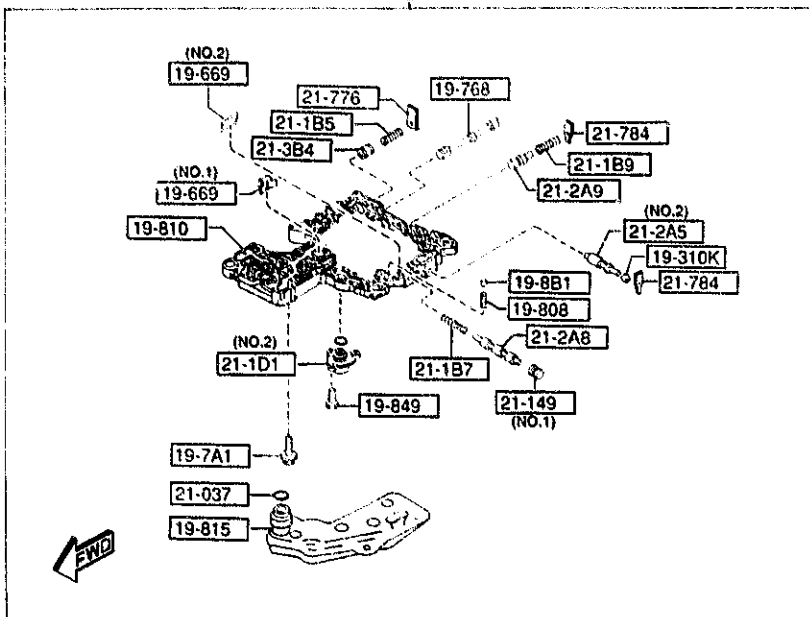 (NO.2)
19-669
21-776
19-768
21-1B5
21-784
21-3B4
21-1B9
(NO.1)
19-669
21-2A9
(NO.2)
19-810
21-2A5
19-310K
19-8B1
21-784
19-808
(NO.2)
21-2A8
21-1D1
21-1B7
19-849
21-149
(NO.1)
19-7A1
21-037
19-815
FWD